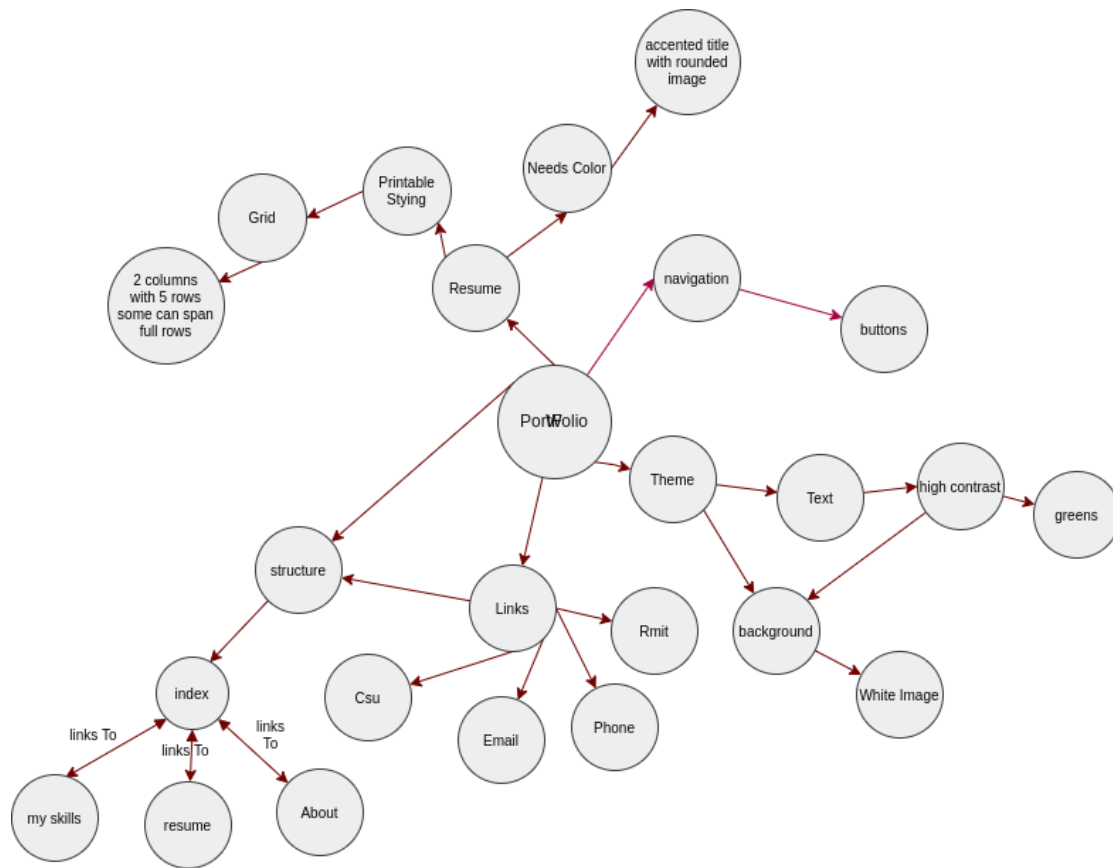 accented title
with rounded
image
Needs Color
Printable
Stying
Grid
2 columns
with 5 rows
some can span
full rows
Resume
navigation
buttons
Theme
Text
high contrast
greens
structure
Links
Rmit
background
White Image
index
Csu
Email
Phone
links To
links To
links
To
my skills
resume
About